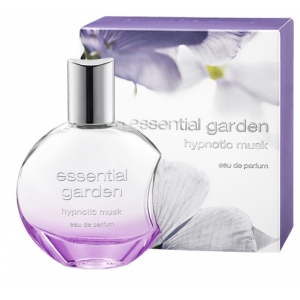 essential garden
hypnotic musk
eau de parfum
essential
garden
hypnotic musk
eau de parfum